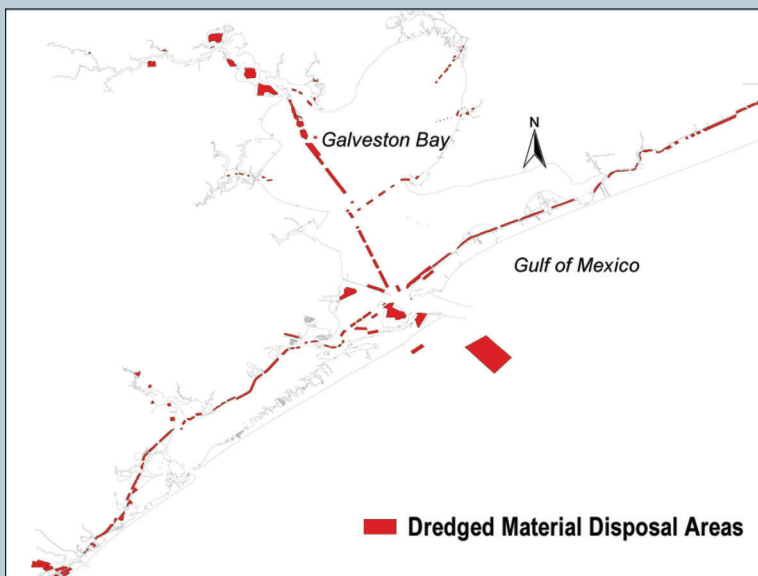 N
Galveston Bay
Gulf of Mexico
Dredged Material Disposal Areas